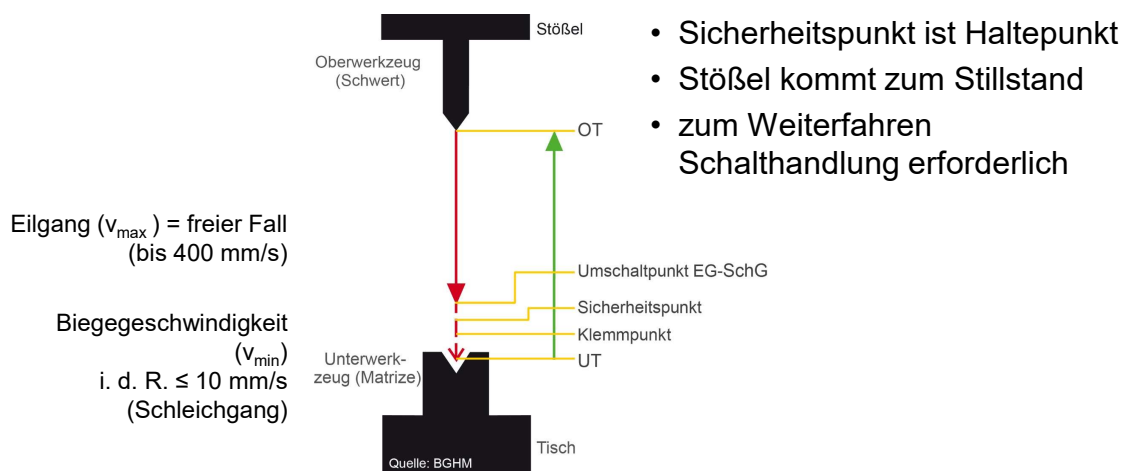 Stößel
Oberwerkzeug
(Schwert)
OT
• Sicherheitspunkt ist Haltepunkt
• Stößel kommt zum Stillstand
• zum Weiterfahren
Schalthandlung erforderlich
Eilgang (vmax ) = freier Fall
(bis 400 mm/s)
Umschaltpunkt EG-SchG
Sicherheitspunkt
Klemmpunkt
UT
Biegegeschwindigkeit
(vmin)
i. d. R. ≤ 10 mm/s
(Schleichgang)
Unterwerk-
zeug (Matrize)
Tisch
Quelle: BGHM